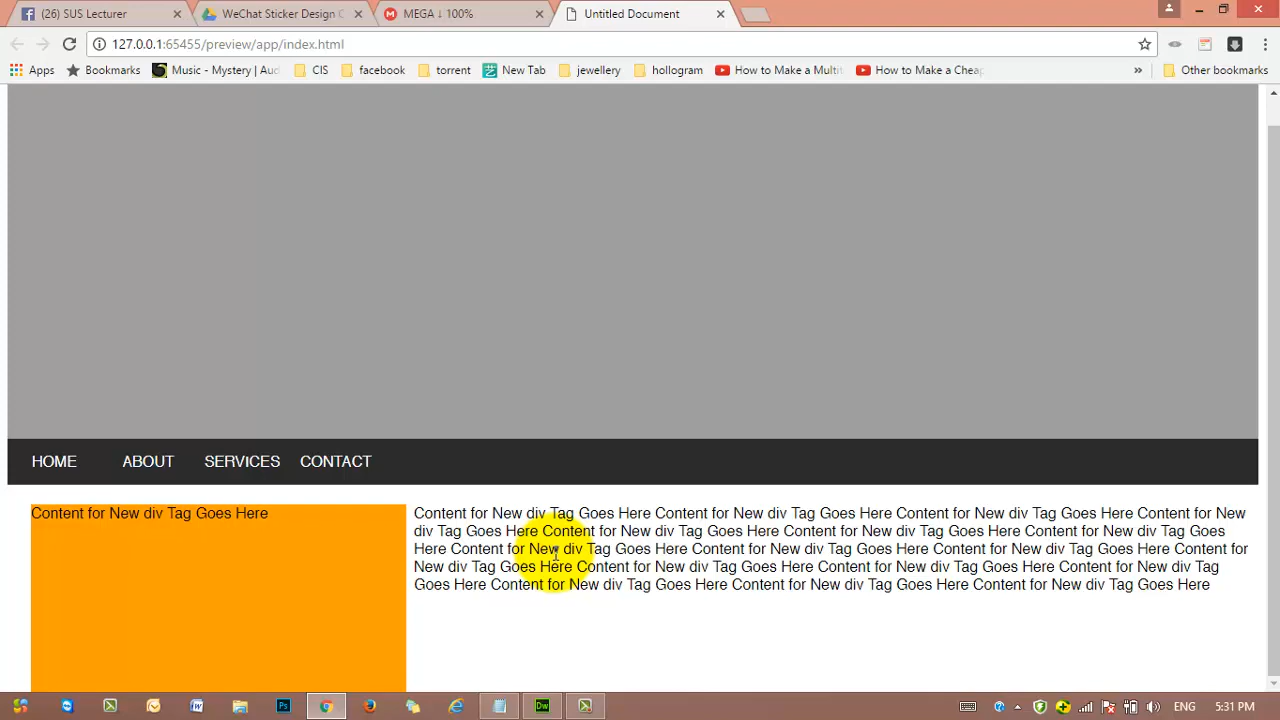 (26) SUS Lecturer
WeChat Sticker Design C
MEGA ↓ 100%
Untitled Document
127.0.0.1:65455/preview/app/index.html
Apps
Bookmarks
Music - Mystery | Aud
CIS
facebook
torrent
New Tab
jewellery
hollogram
How to Make a Multi
How to Make a Cheap
»
Other bookmarks
HOME ABOUT SERVICES CONTACT
Content for New div Tag Goes Here
Content for New div Tag Goes Here Content for New div Tag Goes Here Content for New div Tag Goes Here Content for New
div Tag Goes Here Content for New div Tag Goes Here Content for New div Tag Goes Here Content for New div Tag Goes
Here Content for New div Tag Goes Here Content for New div Tag Goes Here Content for New div Tag Goes Here Content for
New div Tag Goes Here Content for New div Tag Goes Here Content for New div Tag Goes Here Content for New div Tag
Goes Here Content for New div Tag Goes Here Content for New div Tag Goes Here Content for New div Tag Goes Here
ENG
5:31 PM